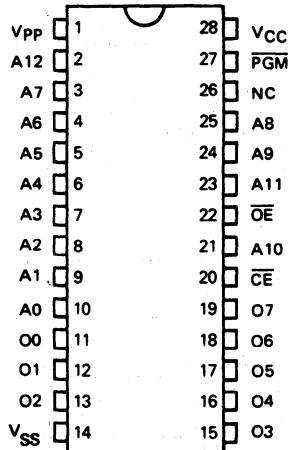 VPP 1 28 VCC
A12 2 27 PGM
A7 3 26 NC
A6 4 25 A8
A5 5 24 A9
A4 6 23 A11
A3 7 22 OE
A2 8 21 A10
A1 9 20 CE
A0 10 19 O7
O0 11 18 O6
O1 12 17 O5
O2 13 16 O4
VSS 14 15 O3